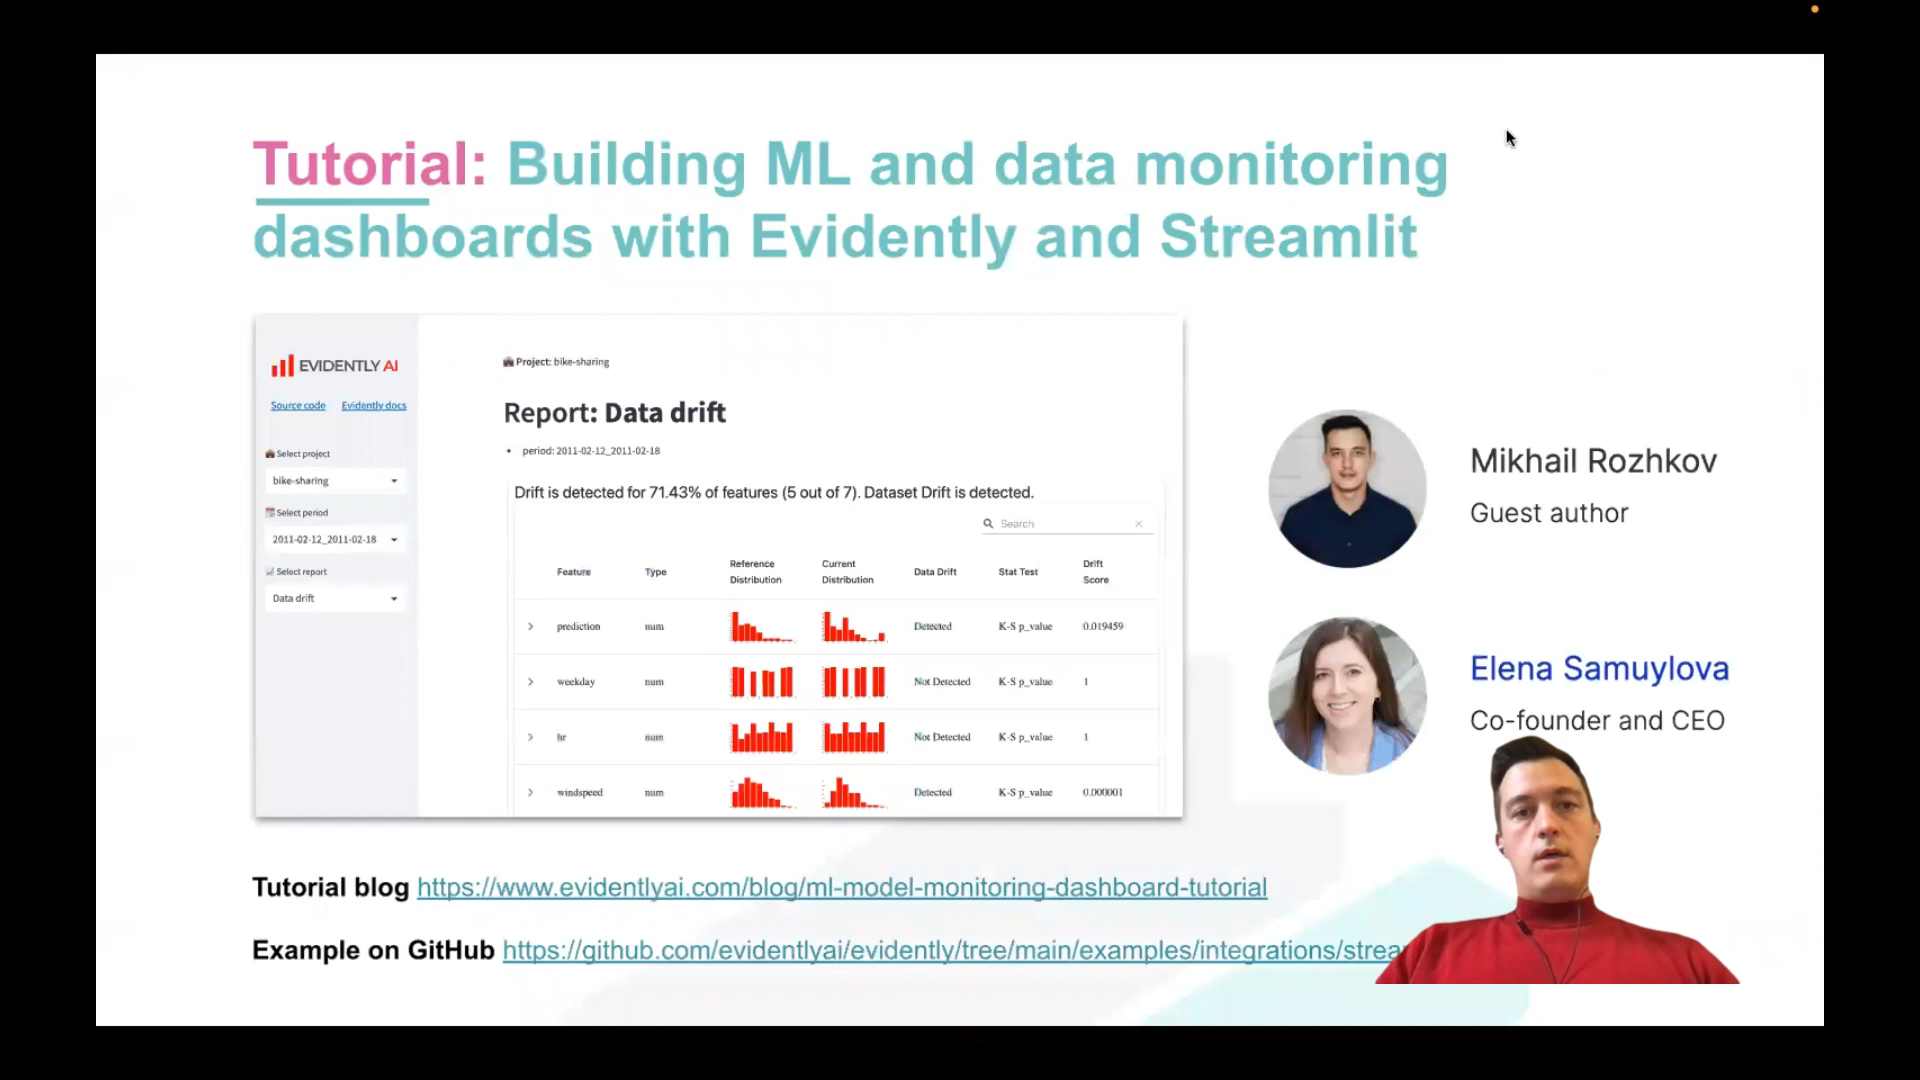 Tutorial: Building ML and data monitoring
dashboards with Evidently and Streamlit
EVIDENTLY AI
Source code Evidently docs
Select project
bike-sharing
Select period
2011-02-12_2011-02-18
Select report
Data drift
Project: bike-sharing
Report: Data drift
• period: 2011-02-12_2011-02-18
Drift is detected for 71.43% of features (5 out of 7). Dataset Drift is detected.
Search
Feature Type Reference Distribution Current Distribution Data Drift Stat Test Drift Score
prediction num Detected K-S p_value 0.019459
weekday num Not Detected K-S p_value 1
hr num Not Detected K-S p_value 1
windspeed num Detected K-S p_value 0.000001
Mikhail Rozhkov
Guest author
Elena Samuylova
Co-founder and CEO
Tutorial blog https://www.evidentlyai.com/blog/ml-model-monitoring-dashboard-tutorial
Example on GitHub https://github.com/evidentlyai/evidently/tree/main/examples/integrations/strea